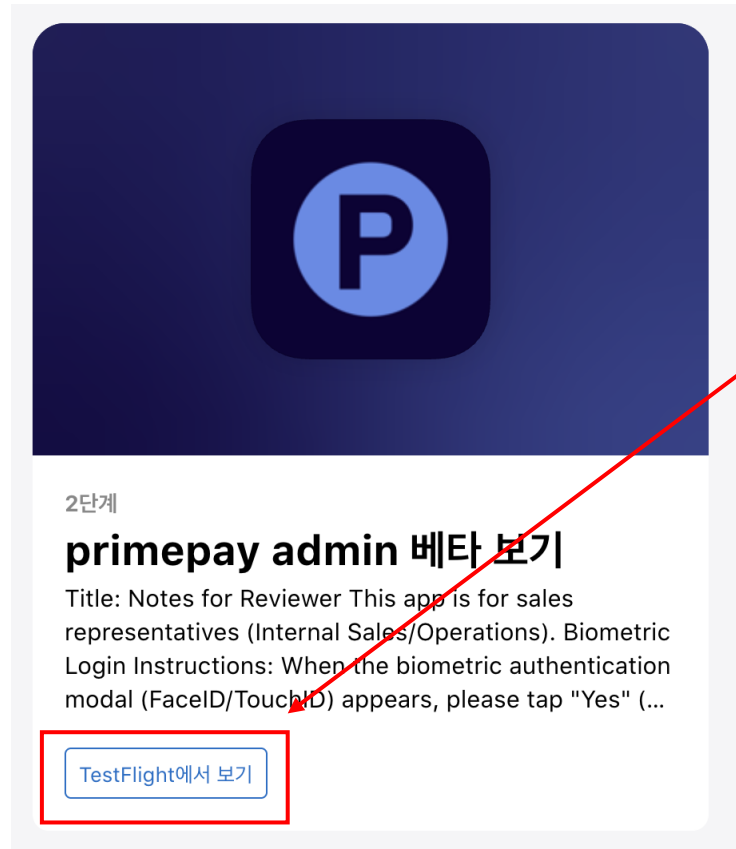 P
2단계
primepay admin 베타 보기
Title: Notes for Reviewer This app is for sales
representatives (Internal Sales/Operations). Biometric
Login Instructions: When the biometric authentication
modal (FaceID/TouchID) appears, please tap "Yes" (...
TestFlight에서 보기